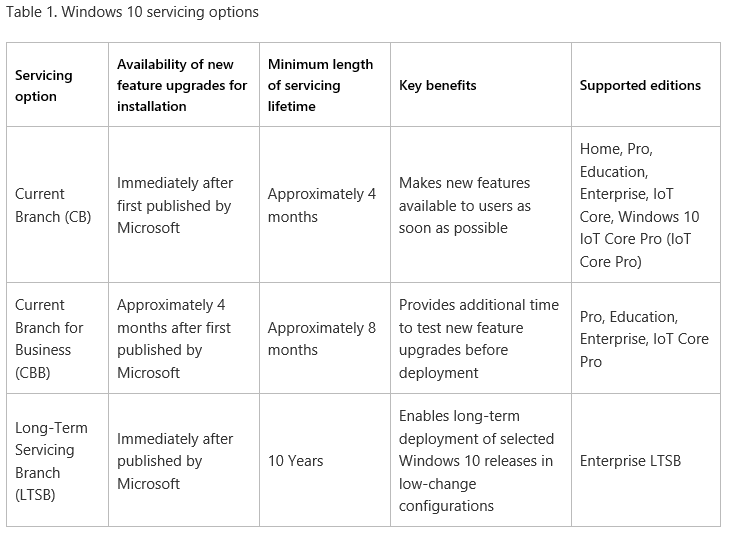 Table 1. Windows 10 servicing options
Servicing
option
Availability of new
feature upgrades for
installation
Minimum length
of servicing
lifetime
Key benefits
Supported editions
Current
Branch (CB)
Immediately after
first published by
Microsoft
Approximately 4
months
Makes new features
available to users as
soon as possible
Home, Pro,
Education,
Enterprise, IoT
Core, Windows 10
IoT Core Pro (IoT
Core Pro)
Current
Branch for
Business
(CBB)
Approximately 4
months after first
published by
Microsoft
Approximately 8
months
Provides additional time
to test new feature
upgrades before
deployment
Pro, Education,
Enterprise, IoT Core
Pro
Long-Term
Servicing
Branch
(LTSB)
Immediately after
published by
Microsoft
10 Years
Enables long-term
deployment of selected
Windows 10 releases in
low-change
configurations
Enterprise LTSB